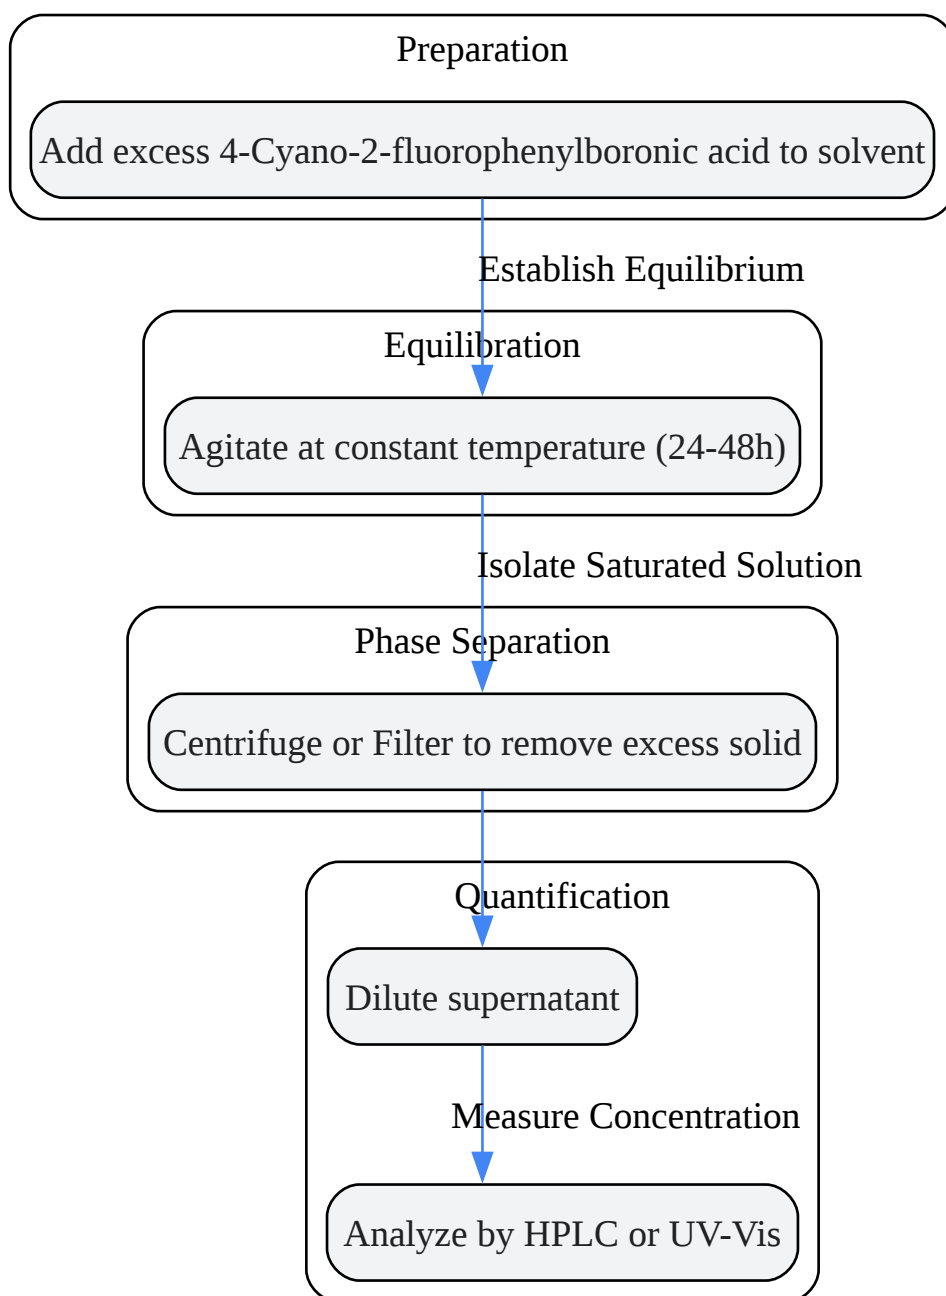 Preparation
Add excess 4-Cyano-2-fluorophenylboronic acid to solvent
Establish Equilibrium
Equilibration
Agitate at constant temperature (24-48h)
Isolate Saturated Solution
Phase Separation
Centrifuge or Filter to remove excess solid
Quantification
Dilute supernatant
Measure Concentration
Analyze by HPLC or UV-Vis